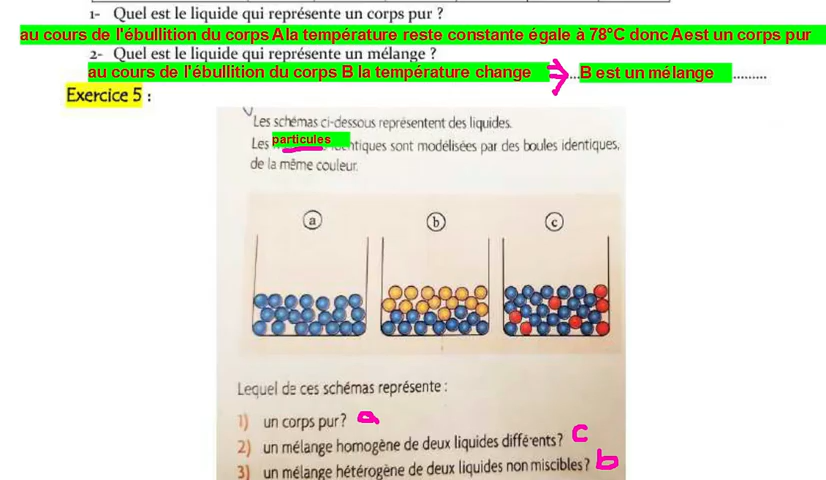 1- Quel est le liquide qui représente un corps pur ?
au cours de l'ébullition du corps A la température reste constante égale à 78°C donc A est un corps pur
2- Quel est le liquide qui représente un mélange ?
au cours de l'ébullition du corps B la température change ...B est un mélange .........
Exercice 5 :
Les schémas ci-dessous représentent des liquides.
Les particules identiques sont modélisées par des boules identiques,
de la même couleur.
a b c
Lequel de ces schémas représente :
1) un corps pur? a
2) un mélange homogène de deux liquides différents? c
3) un mélange hétérogène de deux liquides non miscibles? b